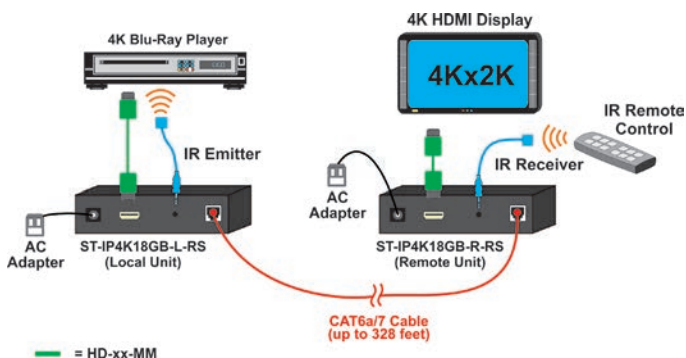 4K Blu-Ray Player
4K HDMI Display
4Kx2K
IR Remote
Control
IR Emitter
IR Receiver
AC
Adapter
AC
Adapter
ST-IP4K18GB-L-RS
(Local Unit)
ST-IP4K18GB-R-RS
(Remote Unit)
CAT6a/7 Cable
(up to 328 feet)
= HD-xx-MM